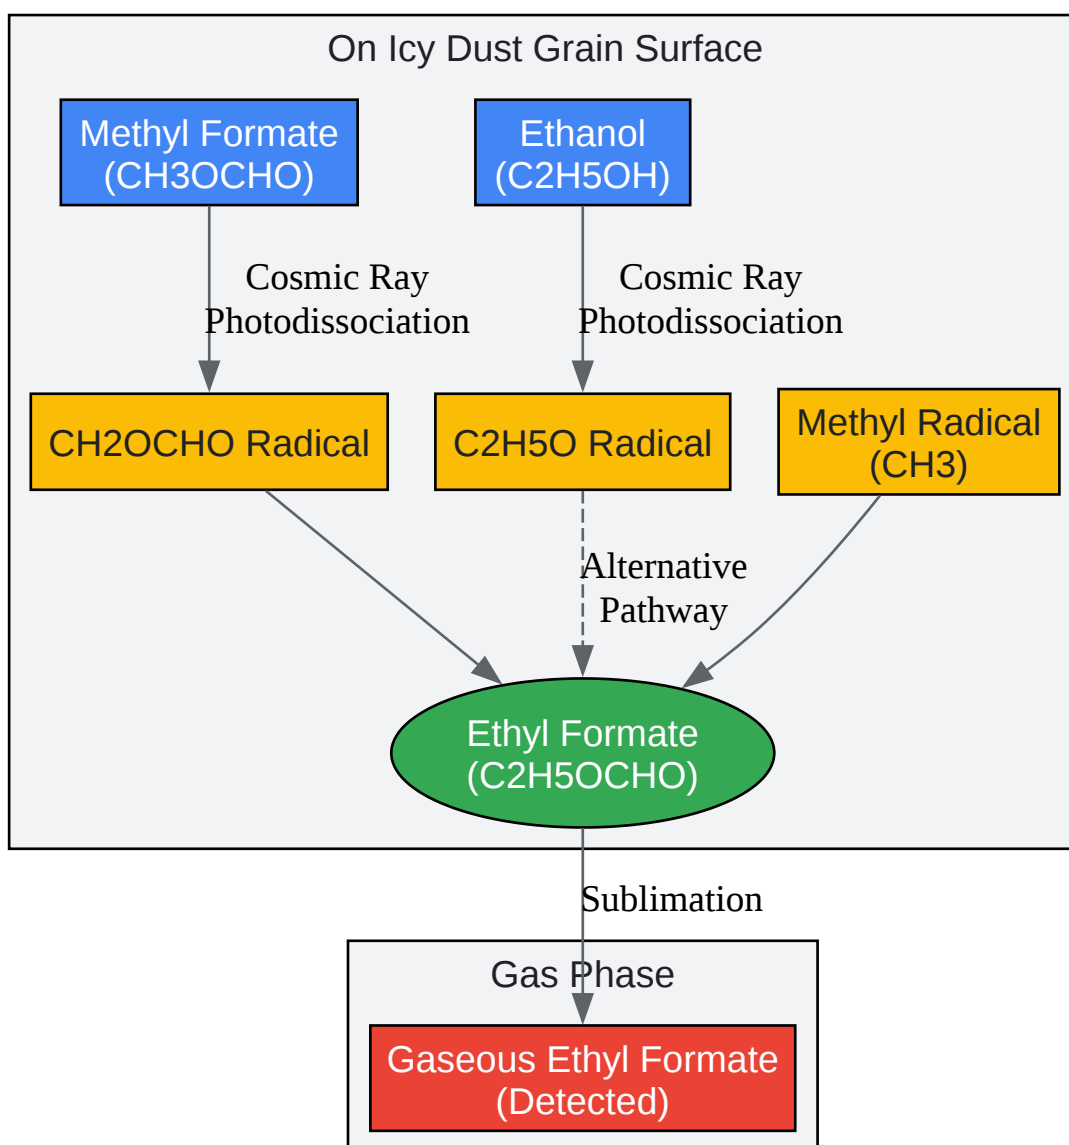 On Icy Dust Grain Surface
Methyl Formate
(CH3OCHO)
Ethanol
(C2H5OH)
Cosmic Ray
Photodissociation
Cosmic Ray
Photodissociation
CH2OCHO Radical
C2H5O Radical
Methyl Radical
(CH3)
Alternative
Pathway
Ethyl Formate
(C2H5OCHO)
Sublimation
Gas Phase
Gaseous Ethyl Formate
(Detected)